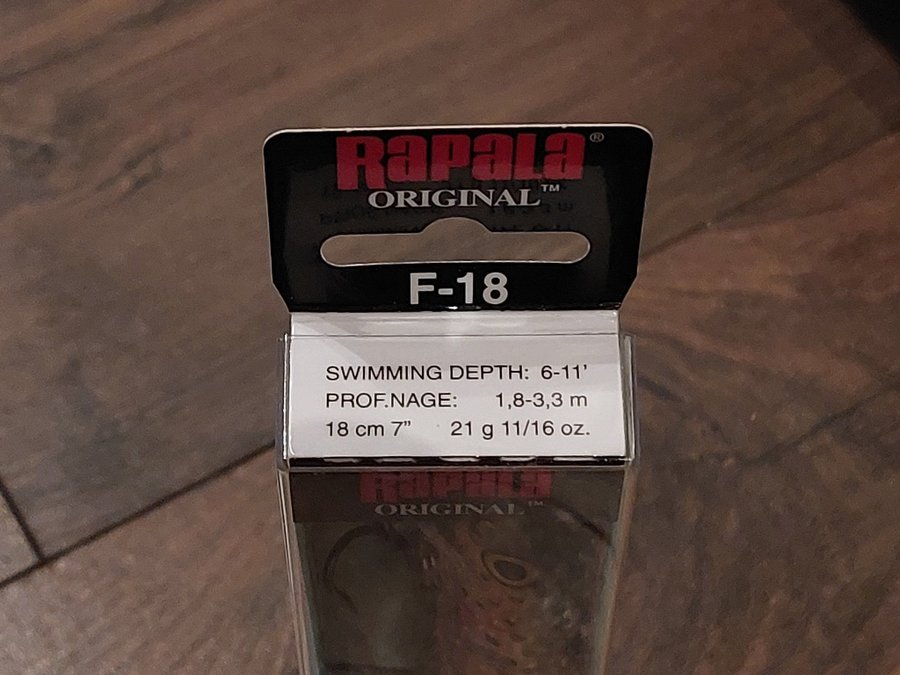 RAPALA®
ORIGINAL™
F-18
SWIMMING DEPTH: 6-11'
PROF.NAGE: 1,8-3,3 m
18 cm 7” 21 g 11/16 oz.
RAPALA
ORIGINAL™